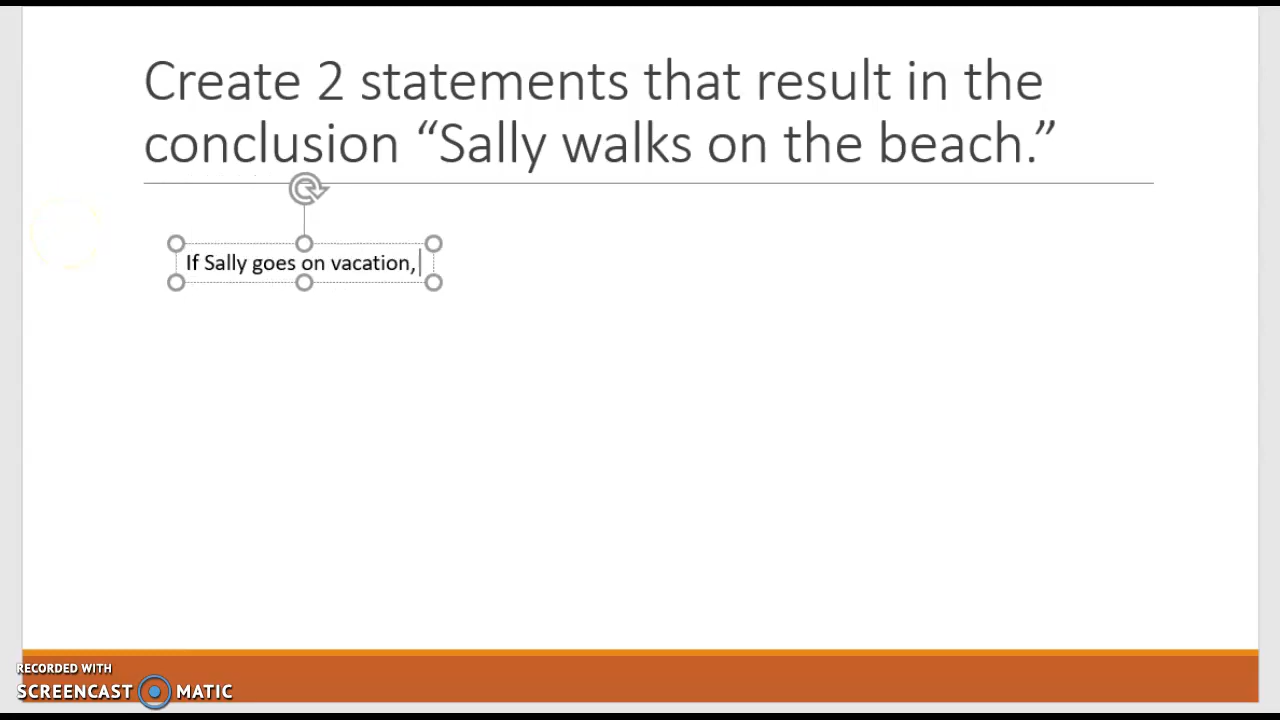 Create 2 statements that result in the
conclusion “Sally walks on the beach.”
If Sally goes on vacation,
RECORDED WITH
SCREENCAST MATIC